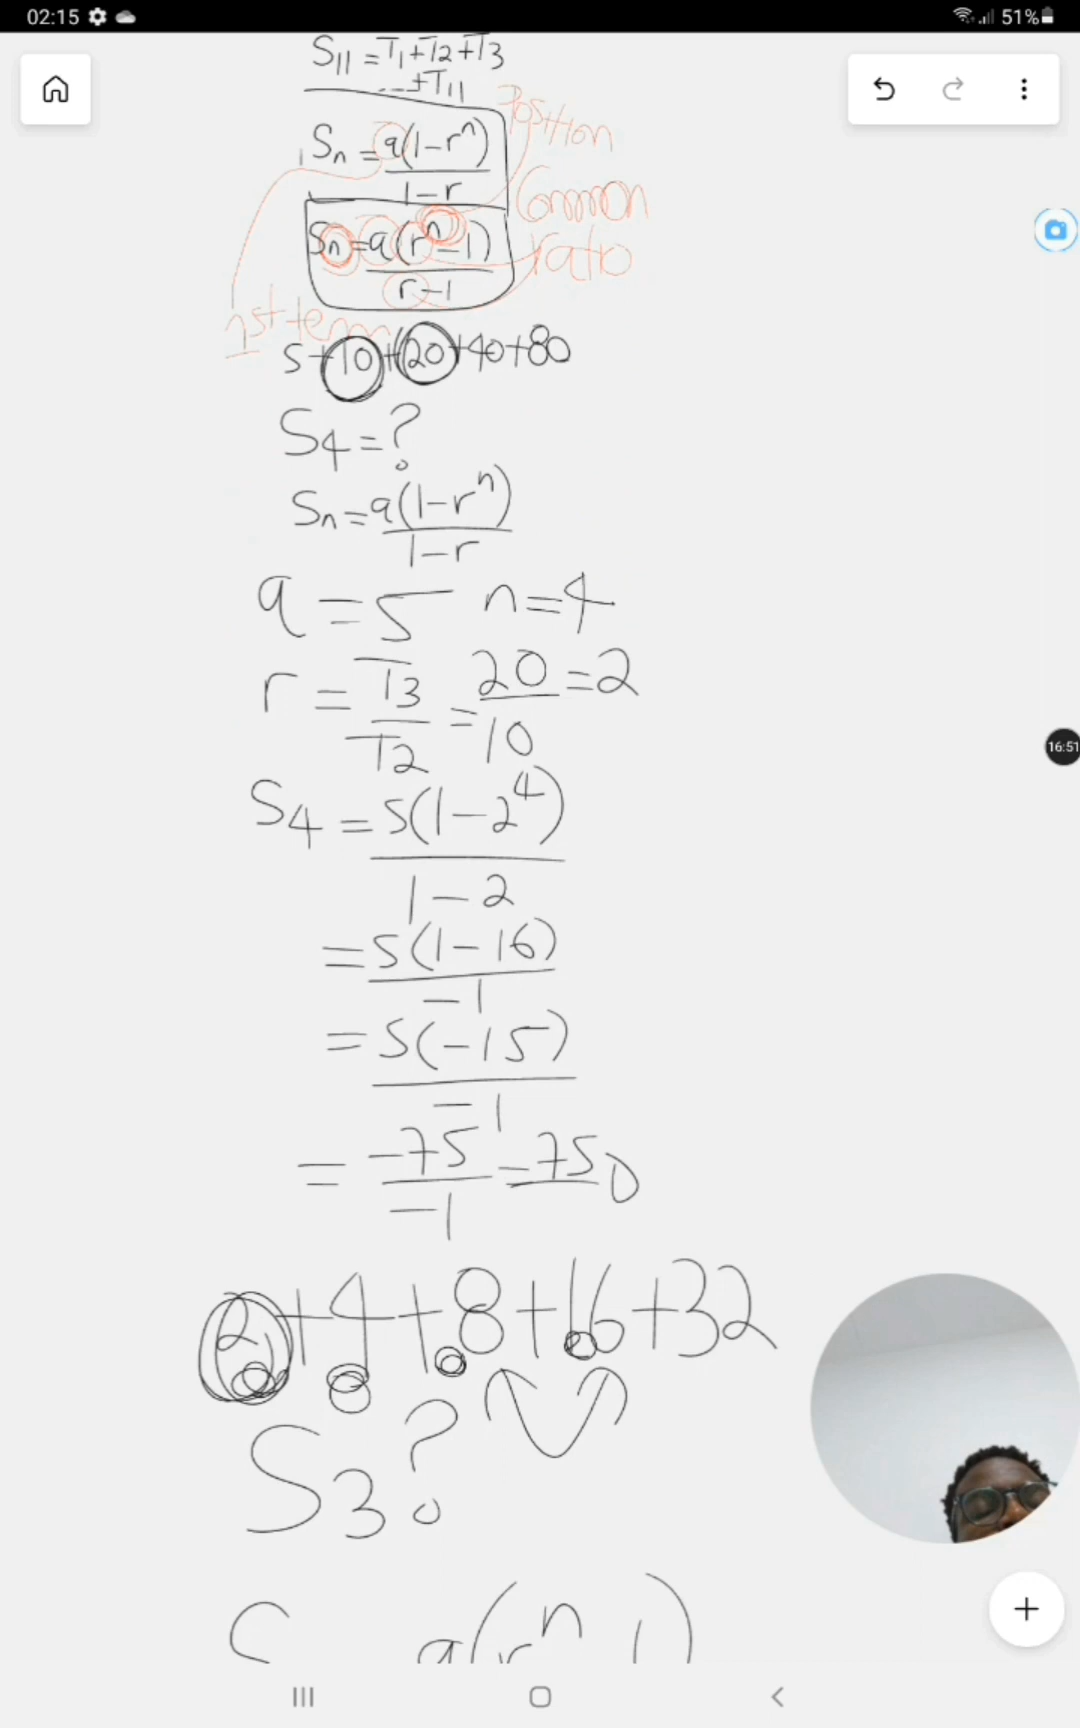 02:15 51%
S11 = T1+T2+T3
...+T11
Position
Sn = a(1-r^n)
1-r
Common
ratio
Sn = a(r^n-1)
r-1
1st term
5+10+20+40+80
S4=?
Sn=a(1-r^n)
1-r
a=5 n=4
r = T3 = 20 =2
T2 10
S4=5(1-2^4)
1-2
=5(1-16)
-1
=5(-15)
-1
= -75 =75
-1
16:51
2+4+8+16+32
S3?